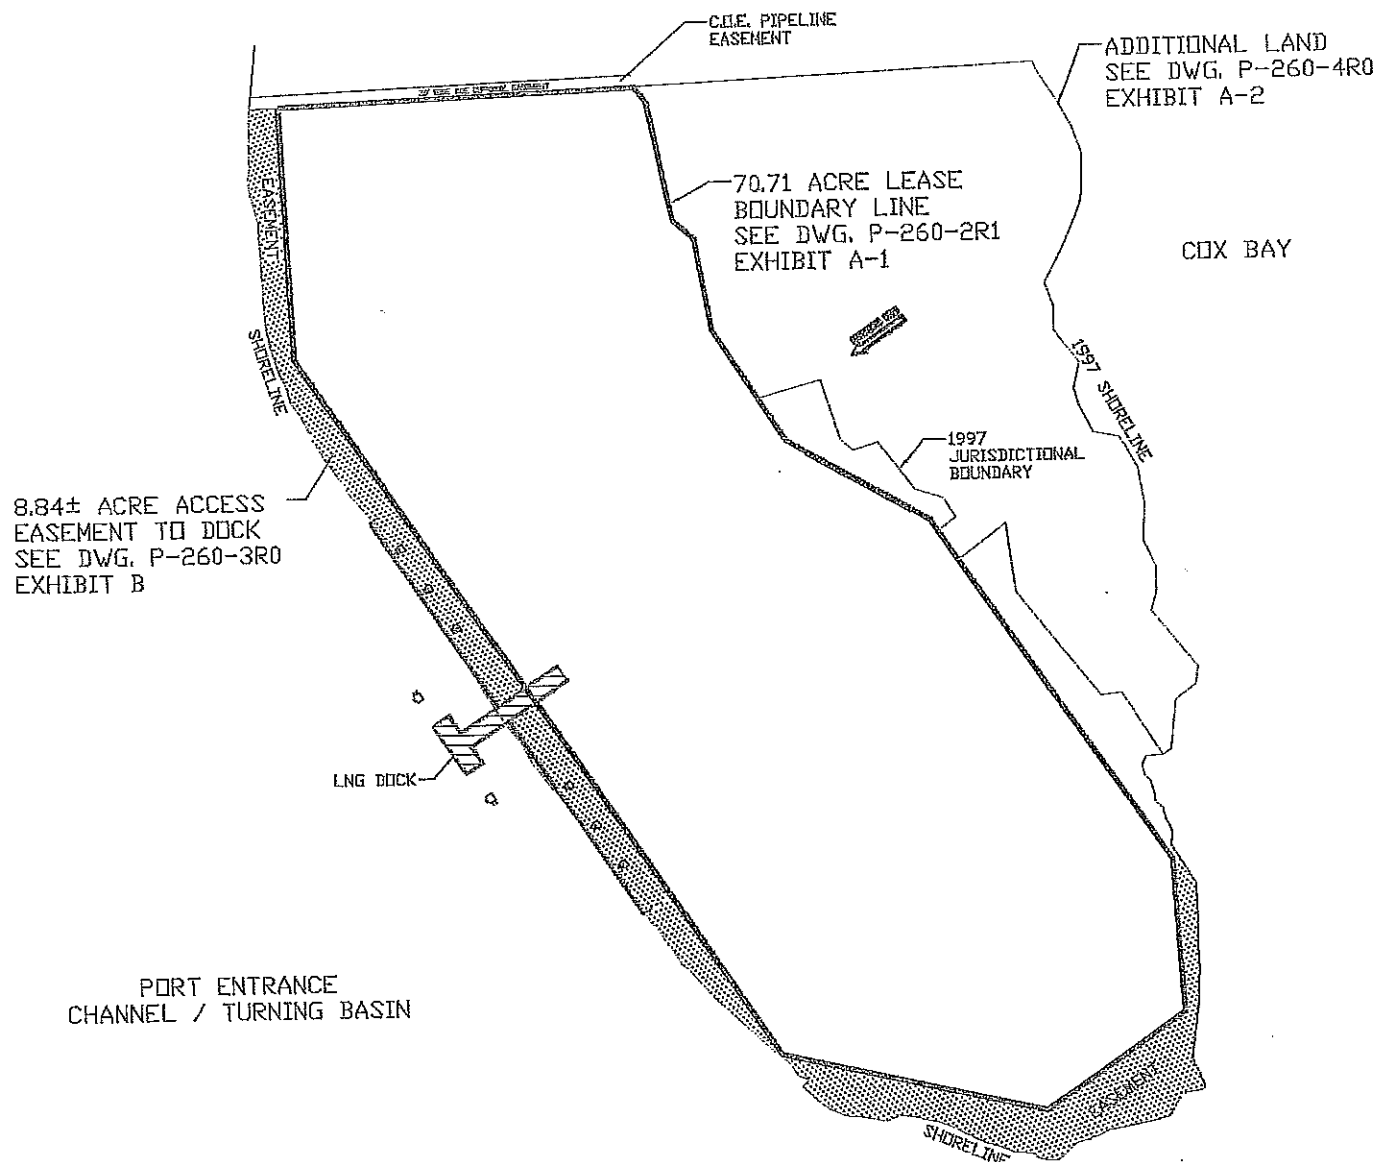 C.O.E. PIPELINE
EASEMENT
ADDITIONAL LAND
SEE DWG. P-260-4R0
EXHIBIT A-2
EASEMENT
70.71 ACRE LEASE
BOUNDARY LINE
SEE DWG. P-260-2R1
EXHIBIT A-1
COX BAY
SHORELINE
1997 SHORELINE
1997
JURISDICTIONAL
BOUNDARY
8.84± ACRE ACCESS
EASEMENT TO DOCK
SEE DWG. P-260-3R0
EXHIBIT B
LNG DOCK
PORT ENTRANCE
CHANNEL / TURNING BASIN
EASEMENT
SHORELINE